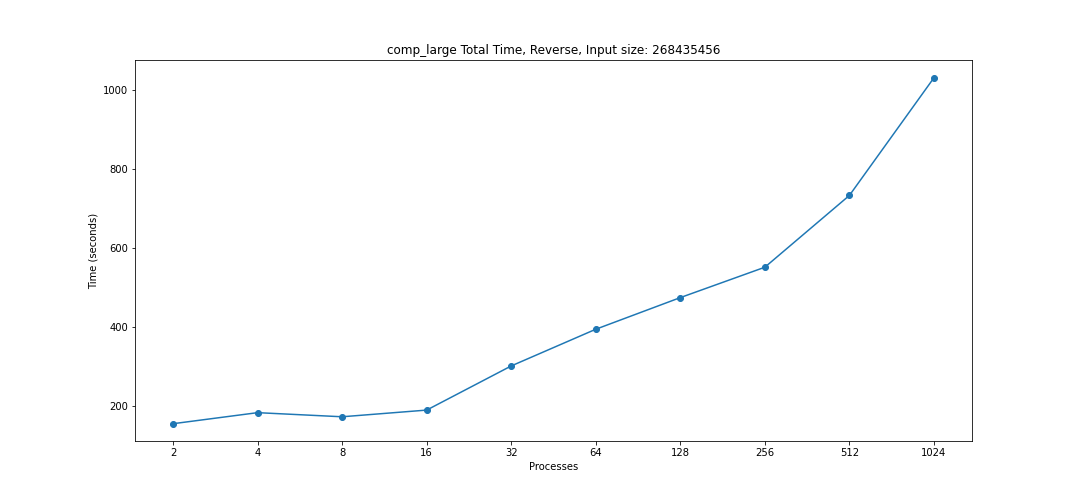 comp_large Total Time, Reverse, Input size: 268435456
1000
800
600
400
200
Time (seconds)
2 4 8 16 32 64 128 256 512 1024
Processes